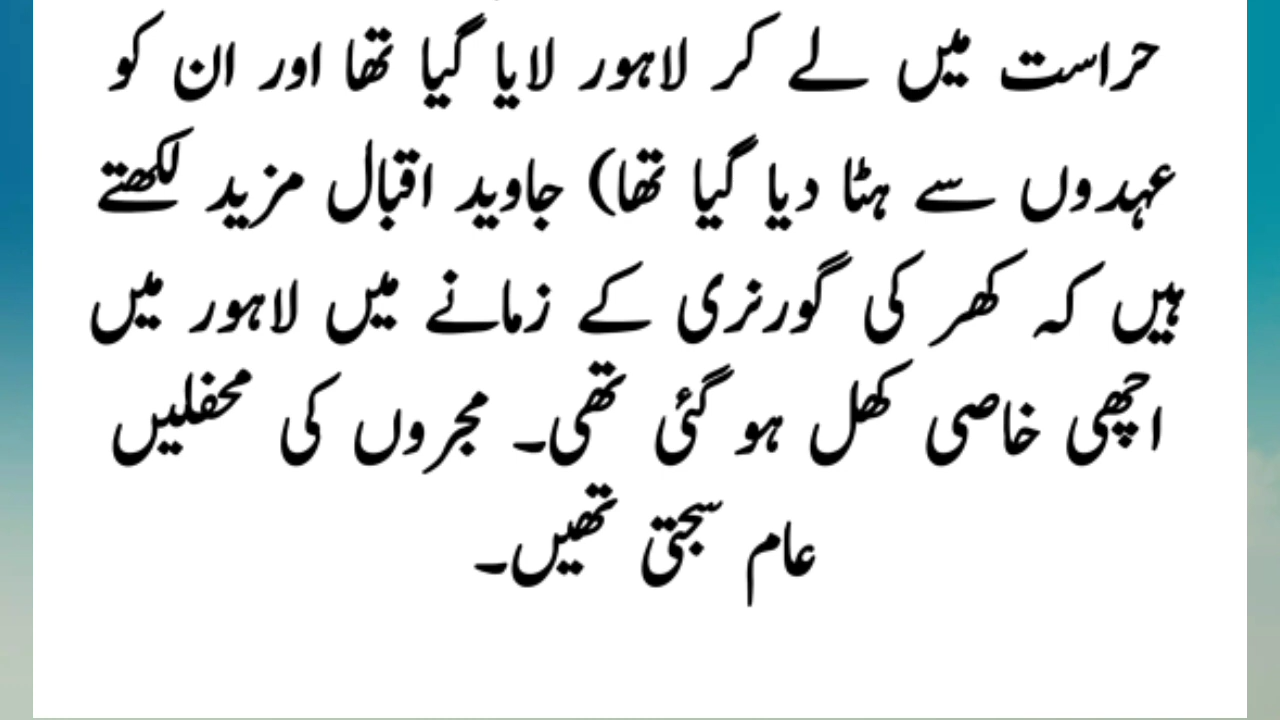 حراست میں لے کر لاہور لایا گیا تھا اور ان کو
عہدوں سے ہٹا دیا گیا تھا) جاوید اقبال مزید لکھتے
ہیں کہ کھر کی گورنری کے زمانے میں لاہور میں
اچھی خاصی کھل ہو گئی تھی۔ مجروں کی محفلیں
عام سجتی تھیں۔